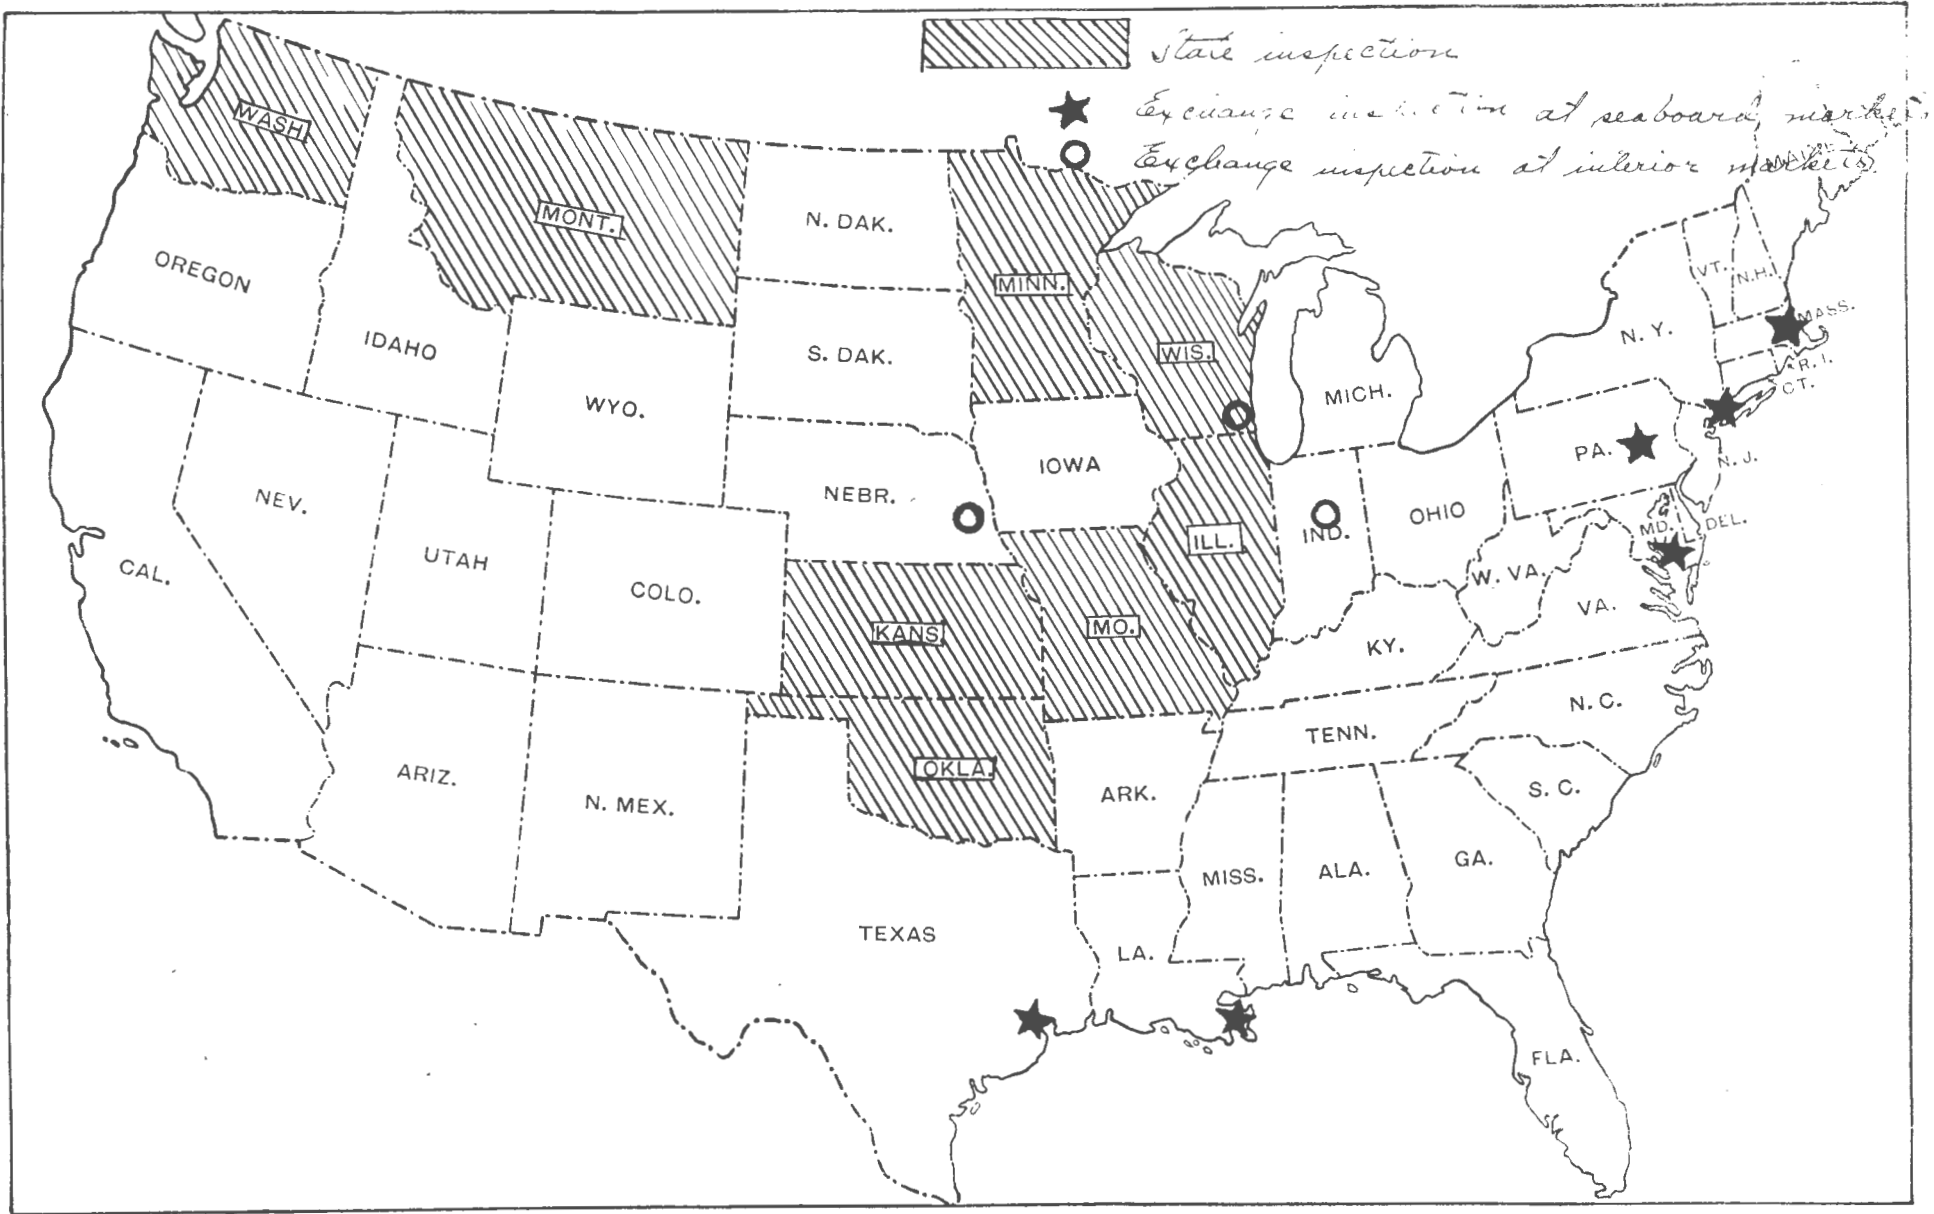 State inspection
Exchange inspection at seaboard markets
Exchange inspection at interior markets
WASH.
MONT.
N. DAK.
MINN.
MAINE
OREGON
IDAHO
WYO.
S. DAK.
WIS.
MICH.
N. Y.
VT.
N.H.
MASS.
R. I.
CT.
NEV.
NEBR.
IOWA
ILL.
IND.
OHIO
PA.
N. J.
MD.
DEL.
CAL.
UTAH
COLO.
KANS
MO.
KY.
W. VA.
VA.
ARIZ.
N. MEX.
OKLA.
ARK.
TENN.
N. C.
S. C.
TEXAS
LA.
MISS.
ALA.
GA.
FLA.